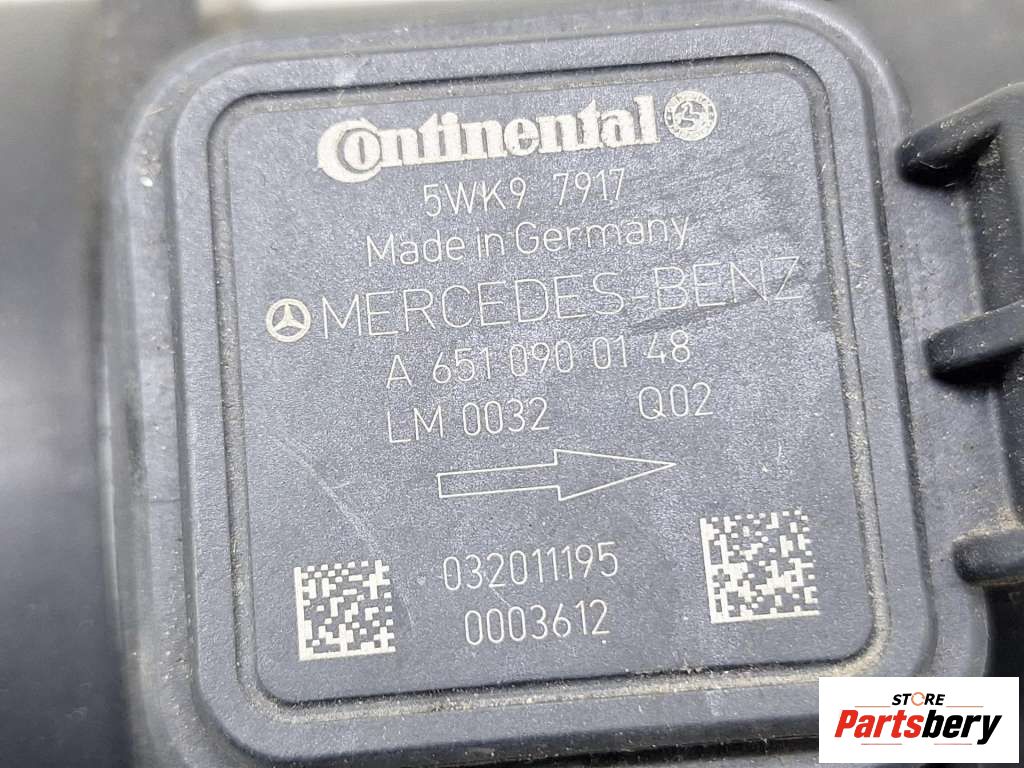 Continental
5WK9 7917
Made in Germany
MERCEDES-BENZ
A 651 090 01 48
LM 0032 Q02
032011195
0003612
STORE
Partsbery